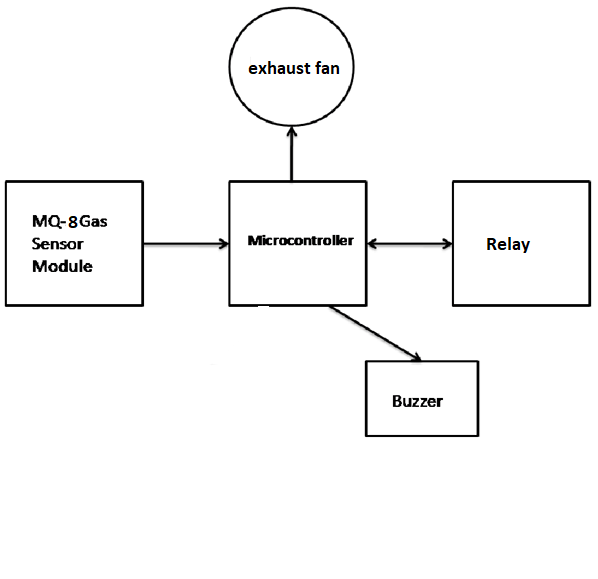 exhaust fan
MQ-8Gas
Sensor
Module
Microcontroller
Relay
Buzzer